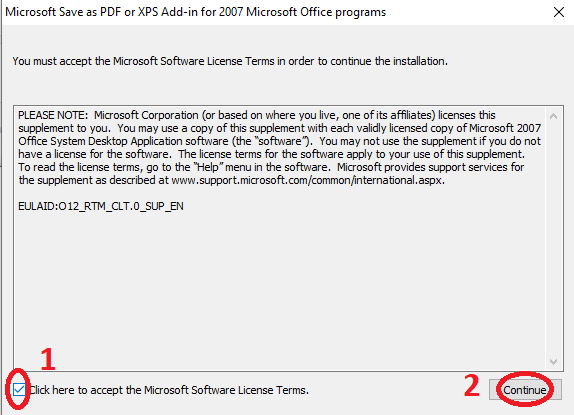 Microsoft Save as PDF or XPS Add-in for 2007 Microsoft Office programs
You must accept the Microsoft Software License Terms in order to continue the installation.
PLEASE NOTE:  Microsoft Corporation (or based on where you live, one of its affiliates) licenses this
supplement to you.  You may use a copy of this supplement with each validly licensed copy of Microsoft 2007
Office System Desktop Application software (the “software”).  You may not use the supplement if you do not
have a license for the software.  The license terms for the software apply to your use of this supplement.
To read the license terms, go to the “Help” menu in the software.  Microsoft provides support services for
the supplement as described at www.support.microsoft.com/common/international.aspx.
EULAID:O12_RTM_CLT.0_SUP_EN
1
Click here to accept the Microsoft Software License Terms.
2
Continue